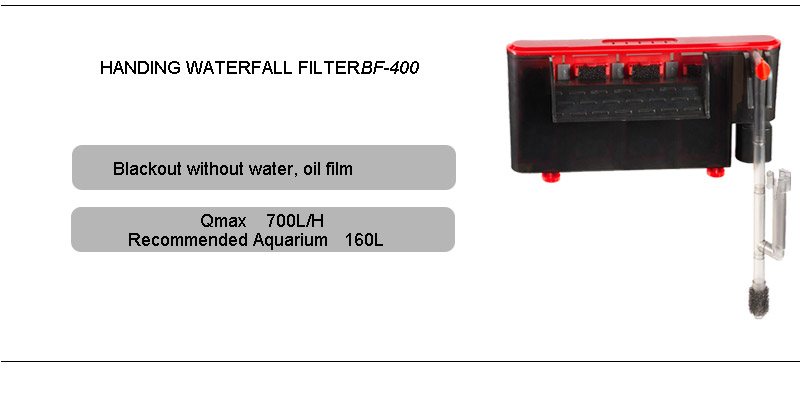 HANDING WATERFALL FILTERBF-400
Blackout without water, oil film
Qmax 700L/H
Recommended Aquarium 160L